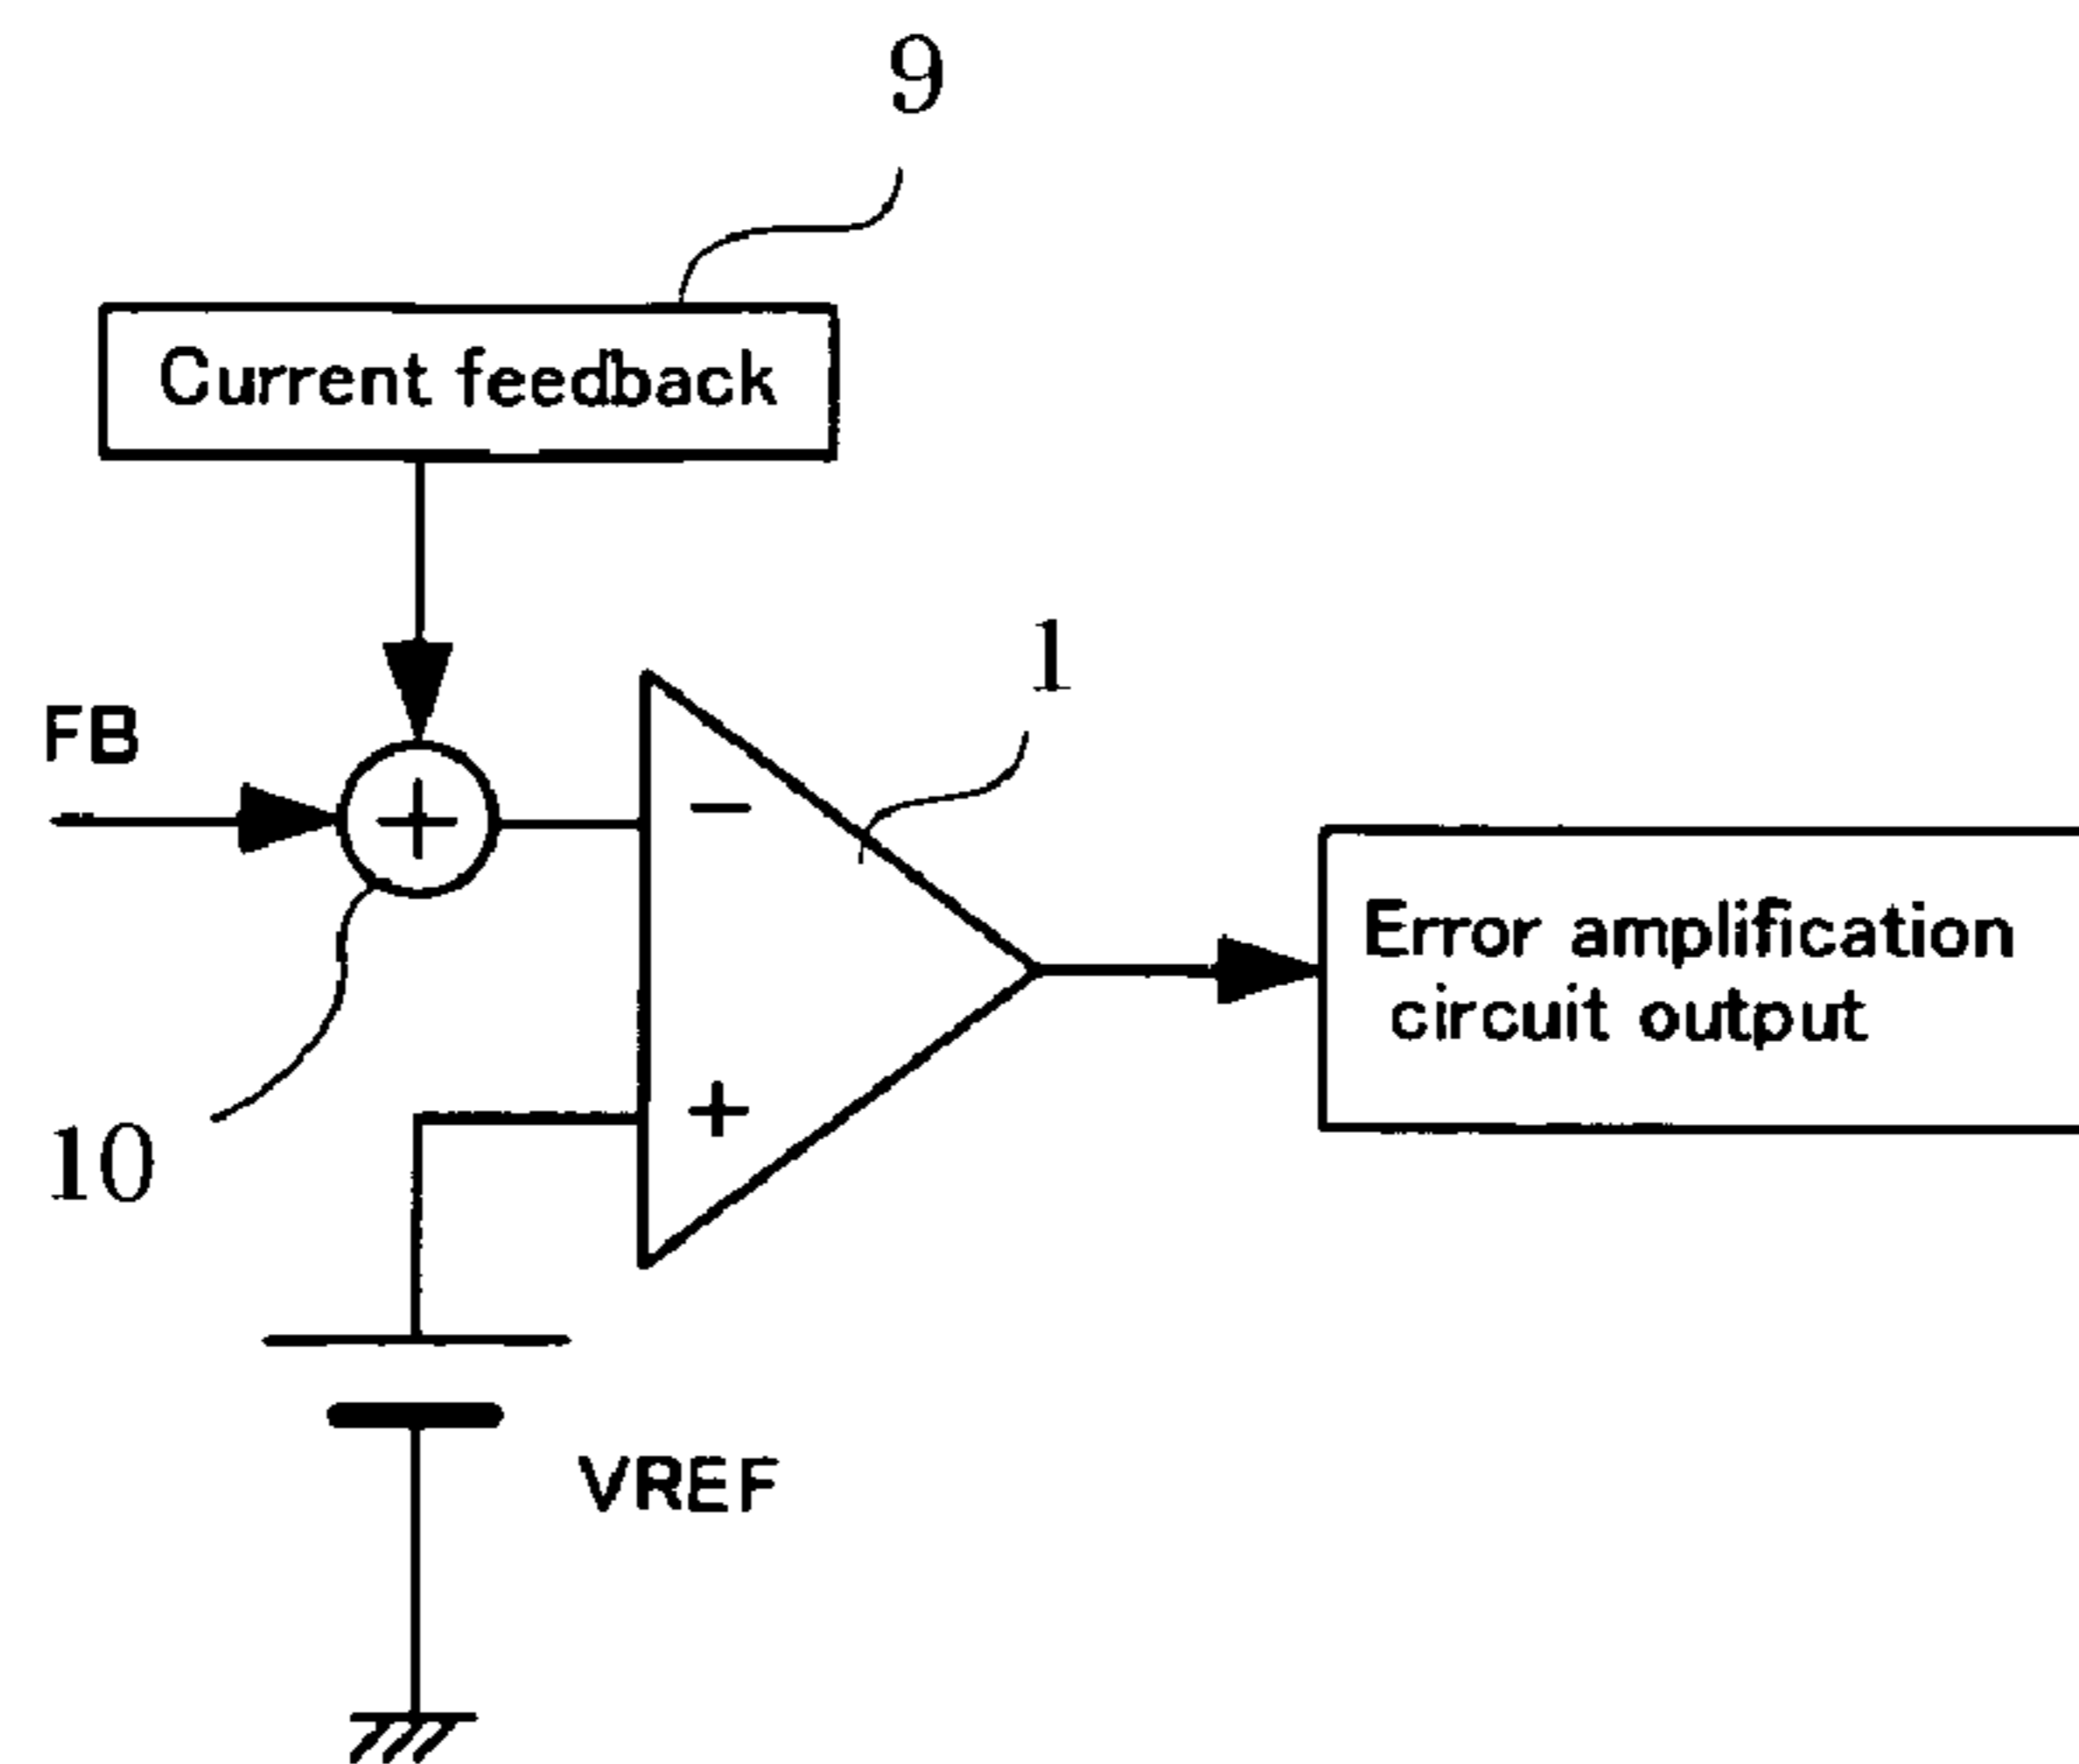 9
Current feedback
1
FB
+
−
Error amplification
circuit output
+
10
VREF